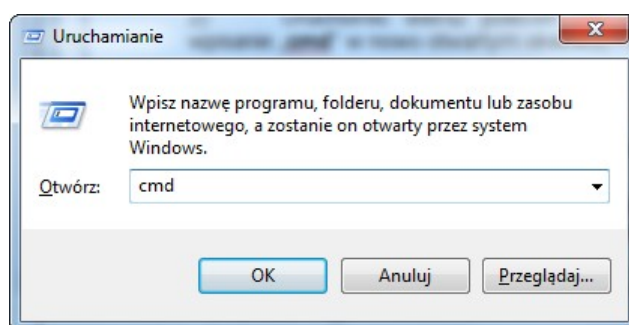 Uruchamianie
Wpisz nazwę programu, folderu, dokumentu lub zasobu
internetowego, a zostanie on otwarty przez system
Windows.
Otwórz: cmd
OK Anuluj Przeglądaj...